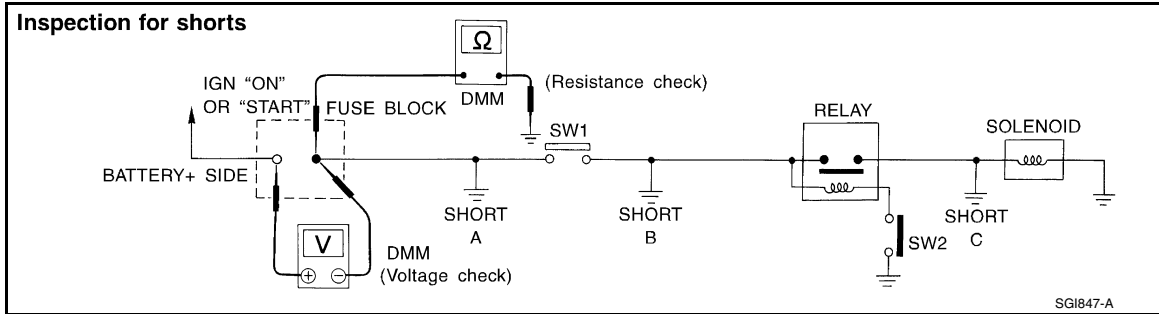 Inspection for shorts
Ω
IGN “ON”
OR “START”
FUSE BLOCK
DMM
(Resistance check)
SW1
RELAY
SOLENOID
BATTERY+ SIDE
SHORT
A
SHORT
B
SHORT
C
SW2
V
+ −
DMM
(Voltage check)
SGI847-A